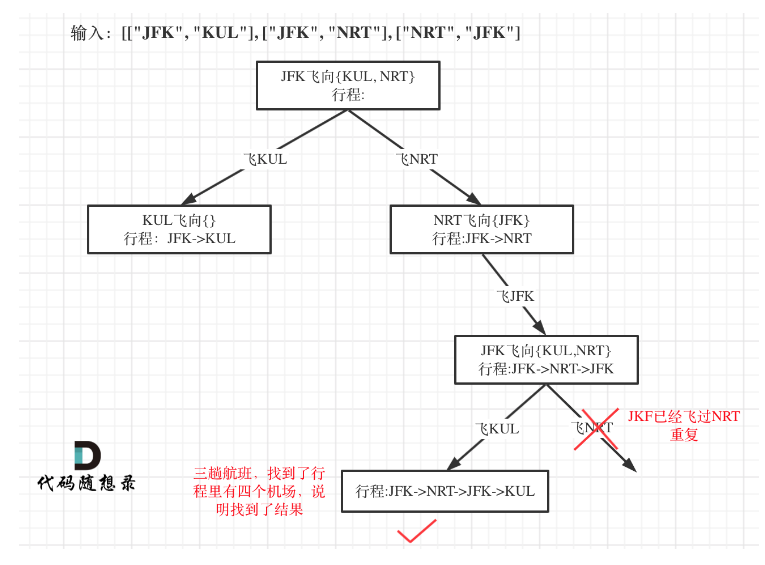 输入：[["JFK", "KUL"], ["JFK", "NRT"], ["NRT", "JFK"]
JFK飞向{KUL, NRT}
行程:
飞KUL
飞NRT
KUL飞向{}
行程：JFK->KUL
NRT飞向{JFK}
行程:JFK->NRT
飞JFK
JFK飞向{KUL,NRT}
行程:JFK->NRT->JFK
飞KUL
飞NRT
JKF已经飞过NRT
重复
代码随想录
三趟航班，找到了行
程里有四个机场，说
明找到了结果
行程:JFK->NRT->JFK->KUL